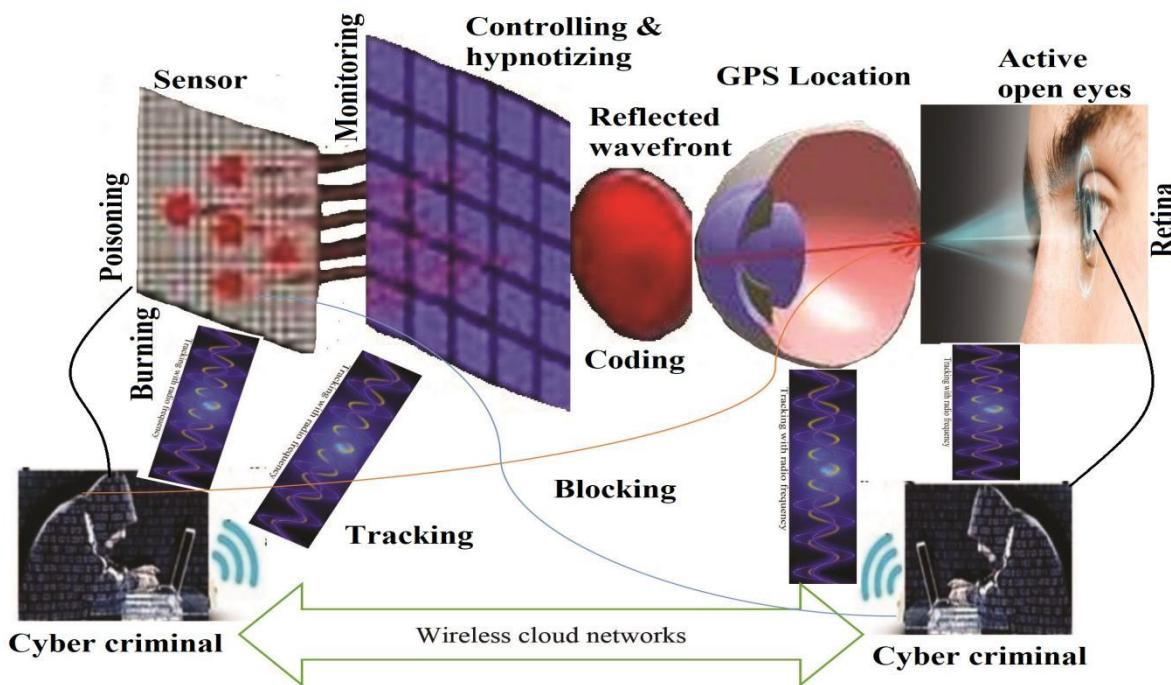 Controlling &
hypnotizing
Sensor
Monitoring
GPS Location
Active
open eyes
Reflected
wavefront
Poisoning
Retina
Burning
Coding
Tracking with radio frequency
Tracking with radio frequency
Tracking with radio frequency
Tracking with radio frequency
Blocking
Tracking
Wireless cloud networks
Cyber criminal
Cyber criminal